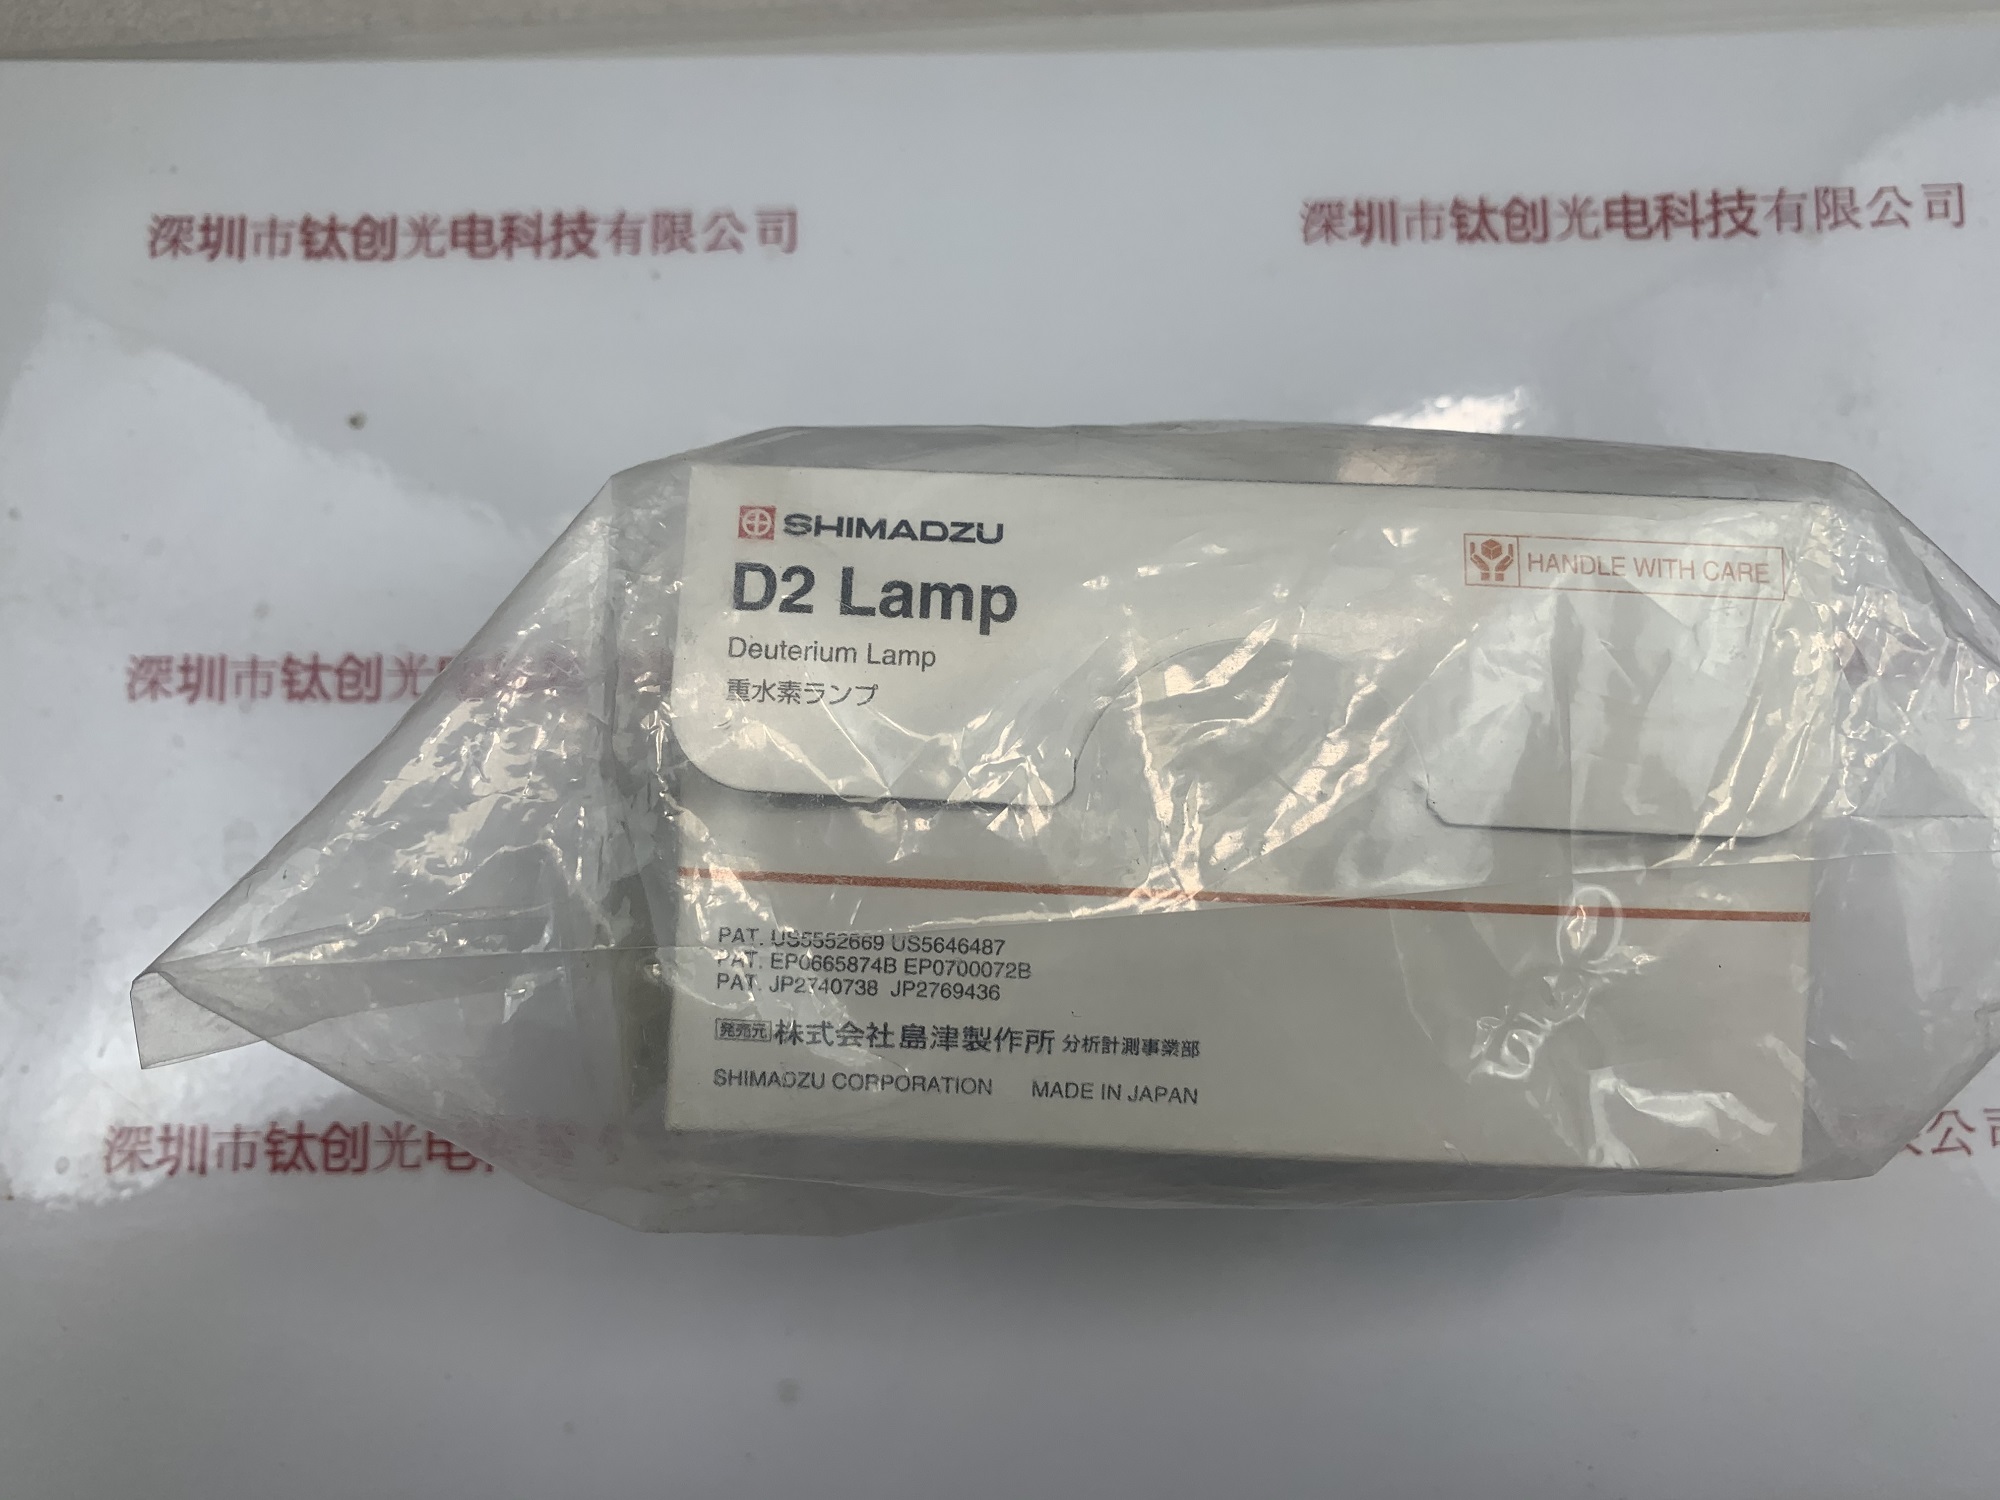 深圳市钛创光电科技有限公司
深圳市钛创光电科技有限公司
SHIMADZU
HANDLE WITH CARE
D2 Lamp
Deuterium Lamp
重水素ランプ
深圳市钛创光
PAT. US5552669 US5646487
PAT. EP0665874B EP0700072B
PAT. JP2740738 JP2769436
発売元 株式会社 島津製作所 分析計測事業部
SHIMADZU CORPORATION MADE IN JAPAN
深圳市钛创光电
公司